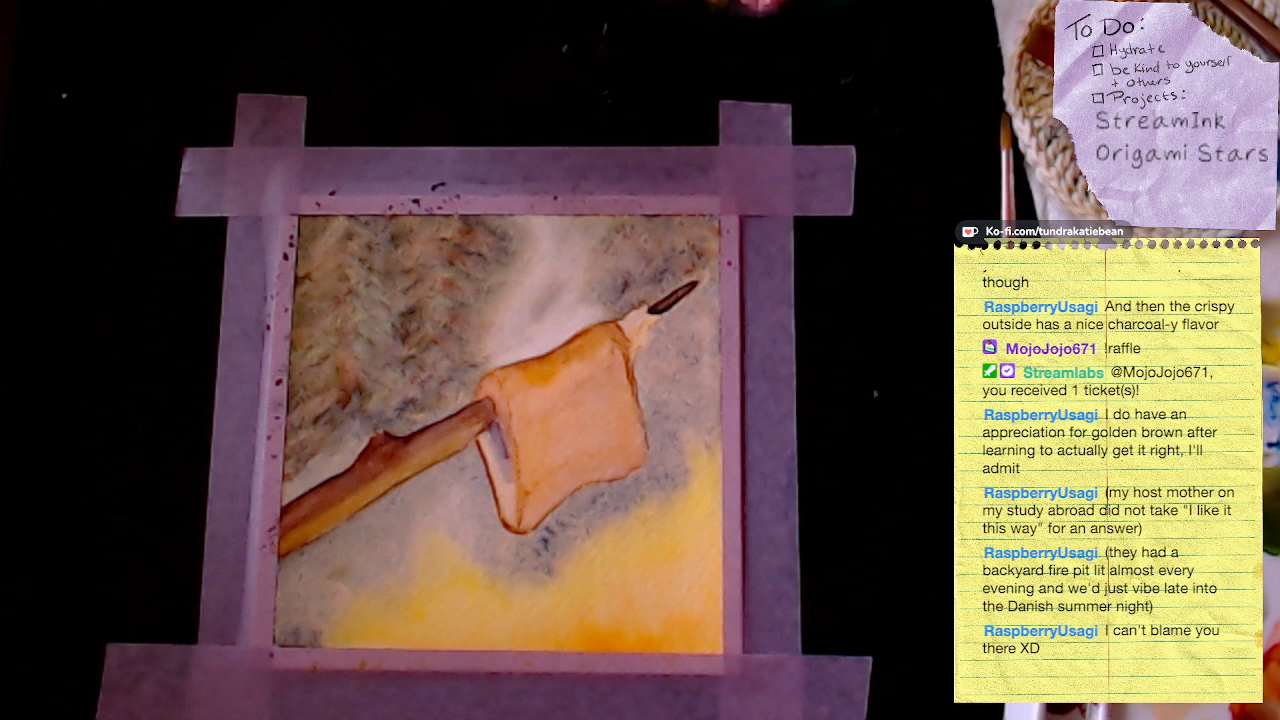 To Do:
Hydrate
be kind to yourself
+ others
Projects:
StreamInk
Origami Stars
Ko-fi.com/tundrakatiebean
though
RaspberryUsagi And then the crispy
outside has a nice charcoal-y flavor
MojoJojo671 !raffle
Streamlabs @MojoJojo671,
you received 1 ticket(s)!
RaspberryUsagi I do have an
appreciation for golden brown after
learning to actually get it right, I'll
admit
RaspberryUsagi (my host mother on
my study abroad did not take "I like it
this way" for an answer)
RaspberryUsagi (they had a
backyard fire pit lit almost every
evening and we'd just vibe late into
the Danish summer night)
RaspberryUsagi I can't blame you
there XD